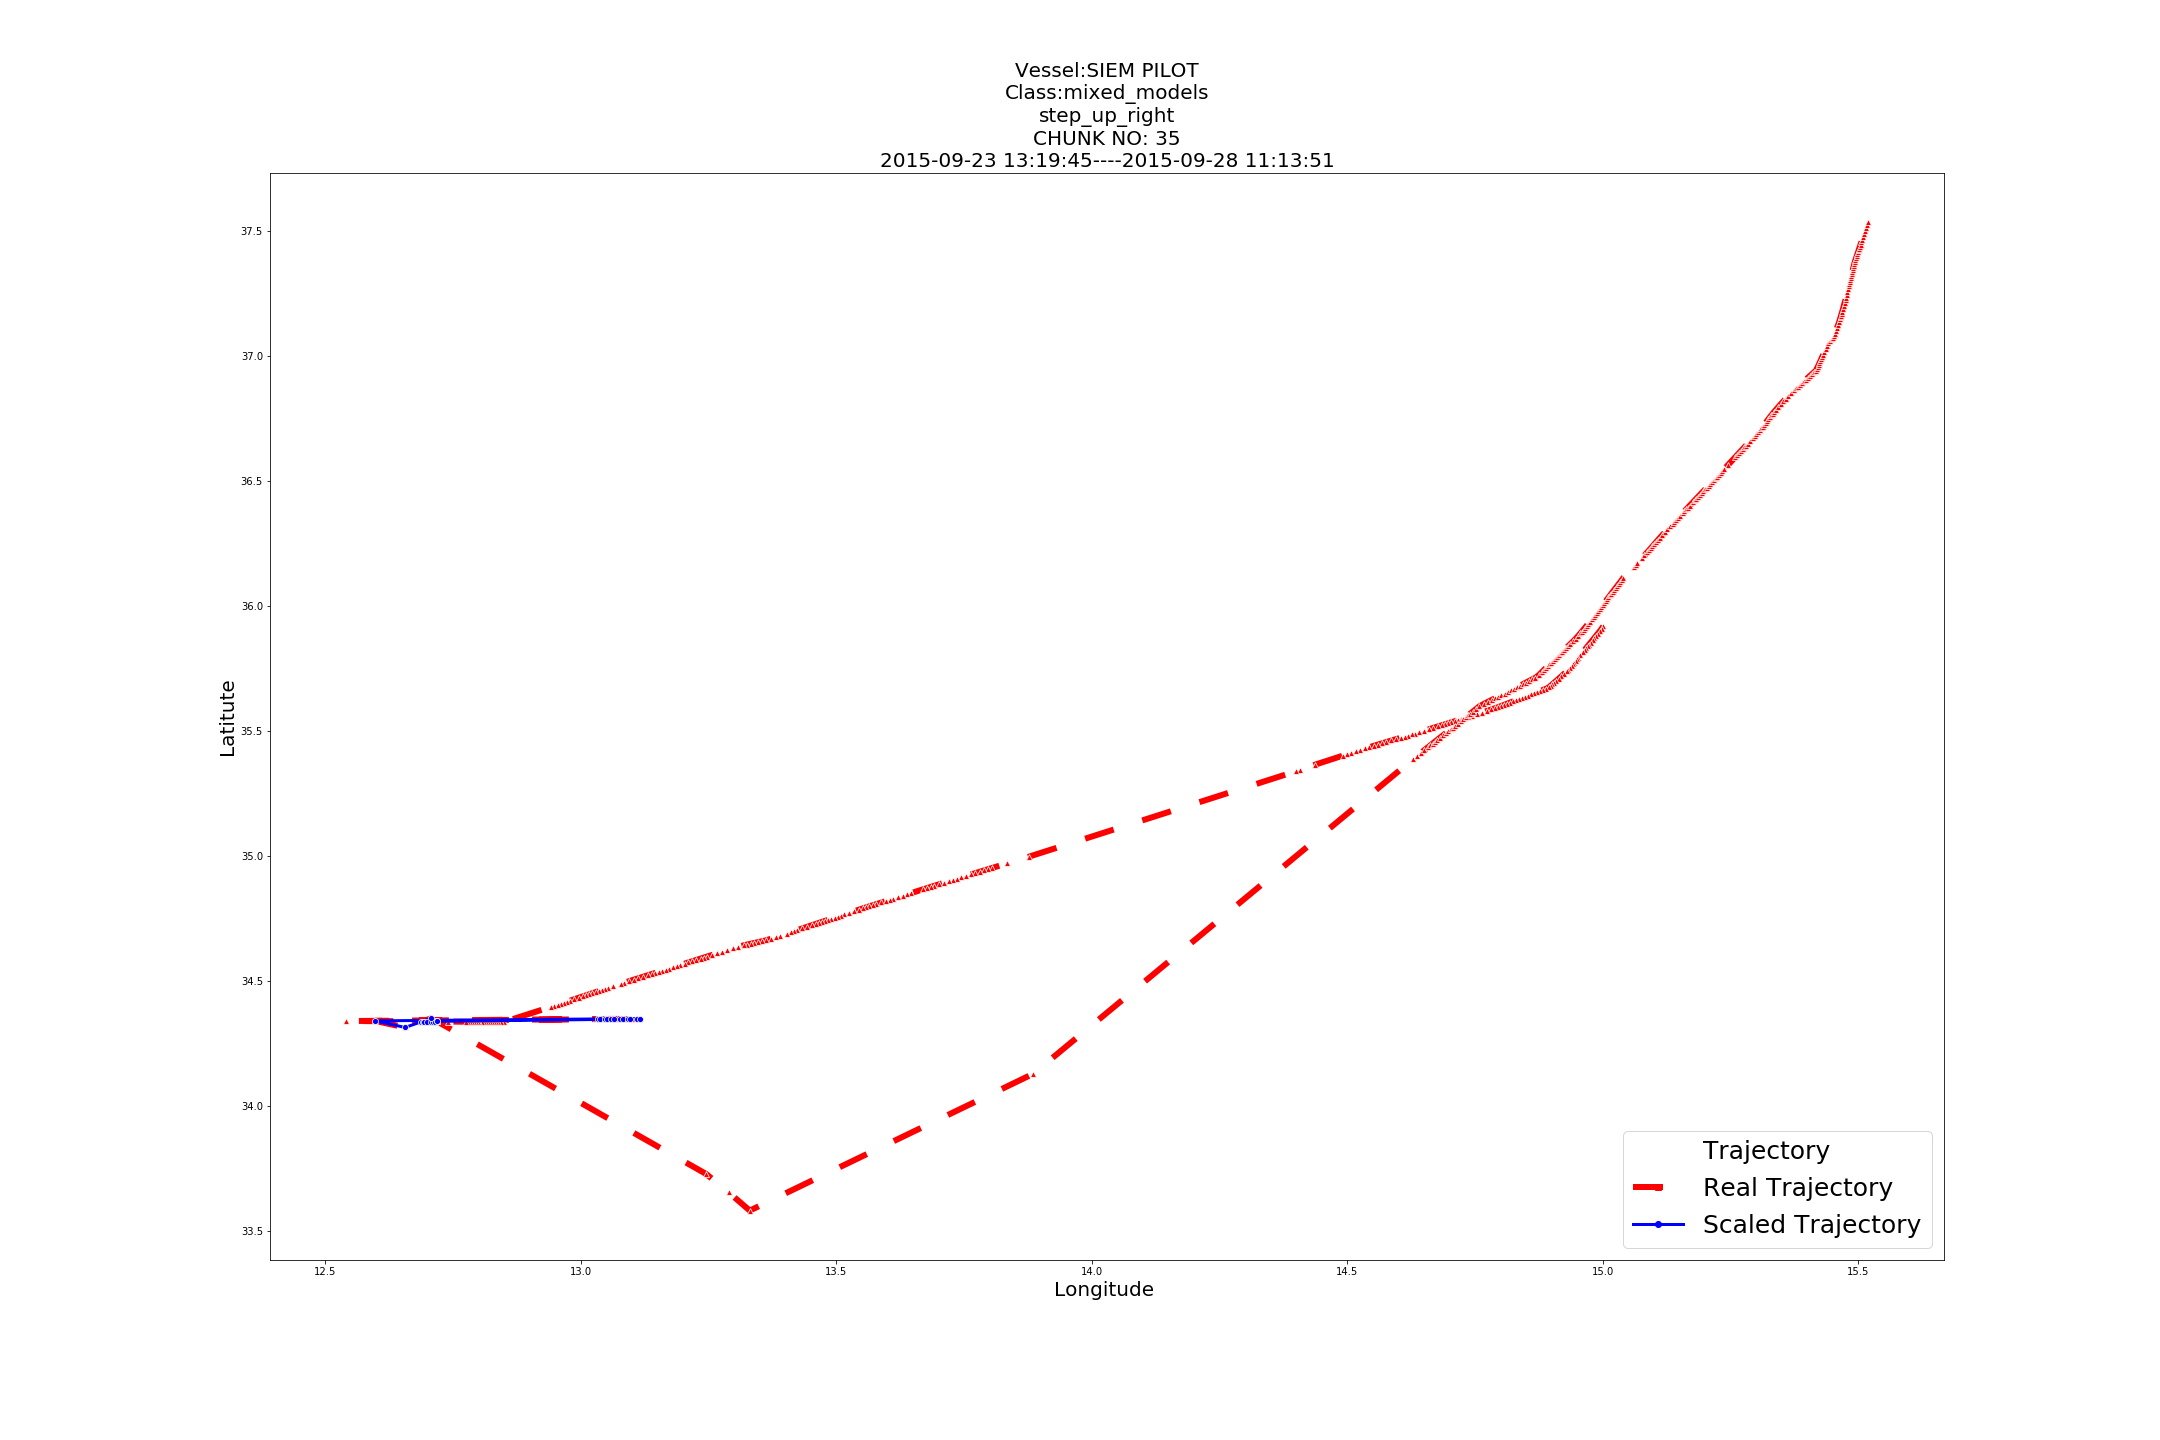 Vessel:SIEM PILOT
Class:mixed_models
step_up_right
CHUNK NO: 35
2015-09-23 13:19:45----2015-09-28 11:13:51
Latitute
37.5
37.0
36.5
36.0
35.5
35.0
34.5
34.0
33.5
12.5 13.0 13.5 14.0 14.5 15.0 15.5
Longitude
Trajectory
Real Trajectory
Scaled Trajectory